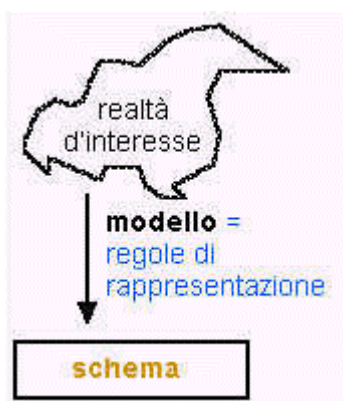 realtà
d'interesse
modello =
regole di
rappresentazione
schema